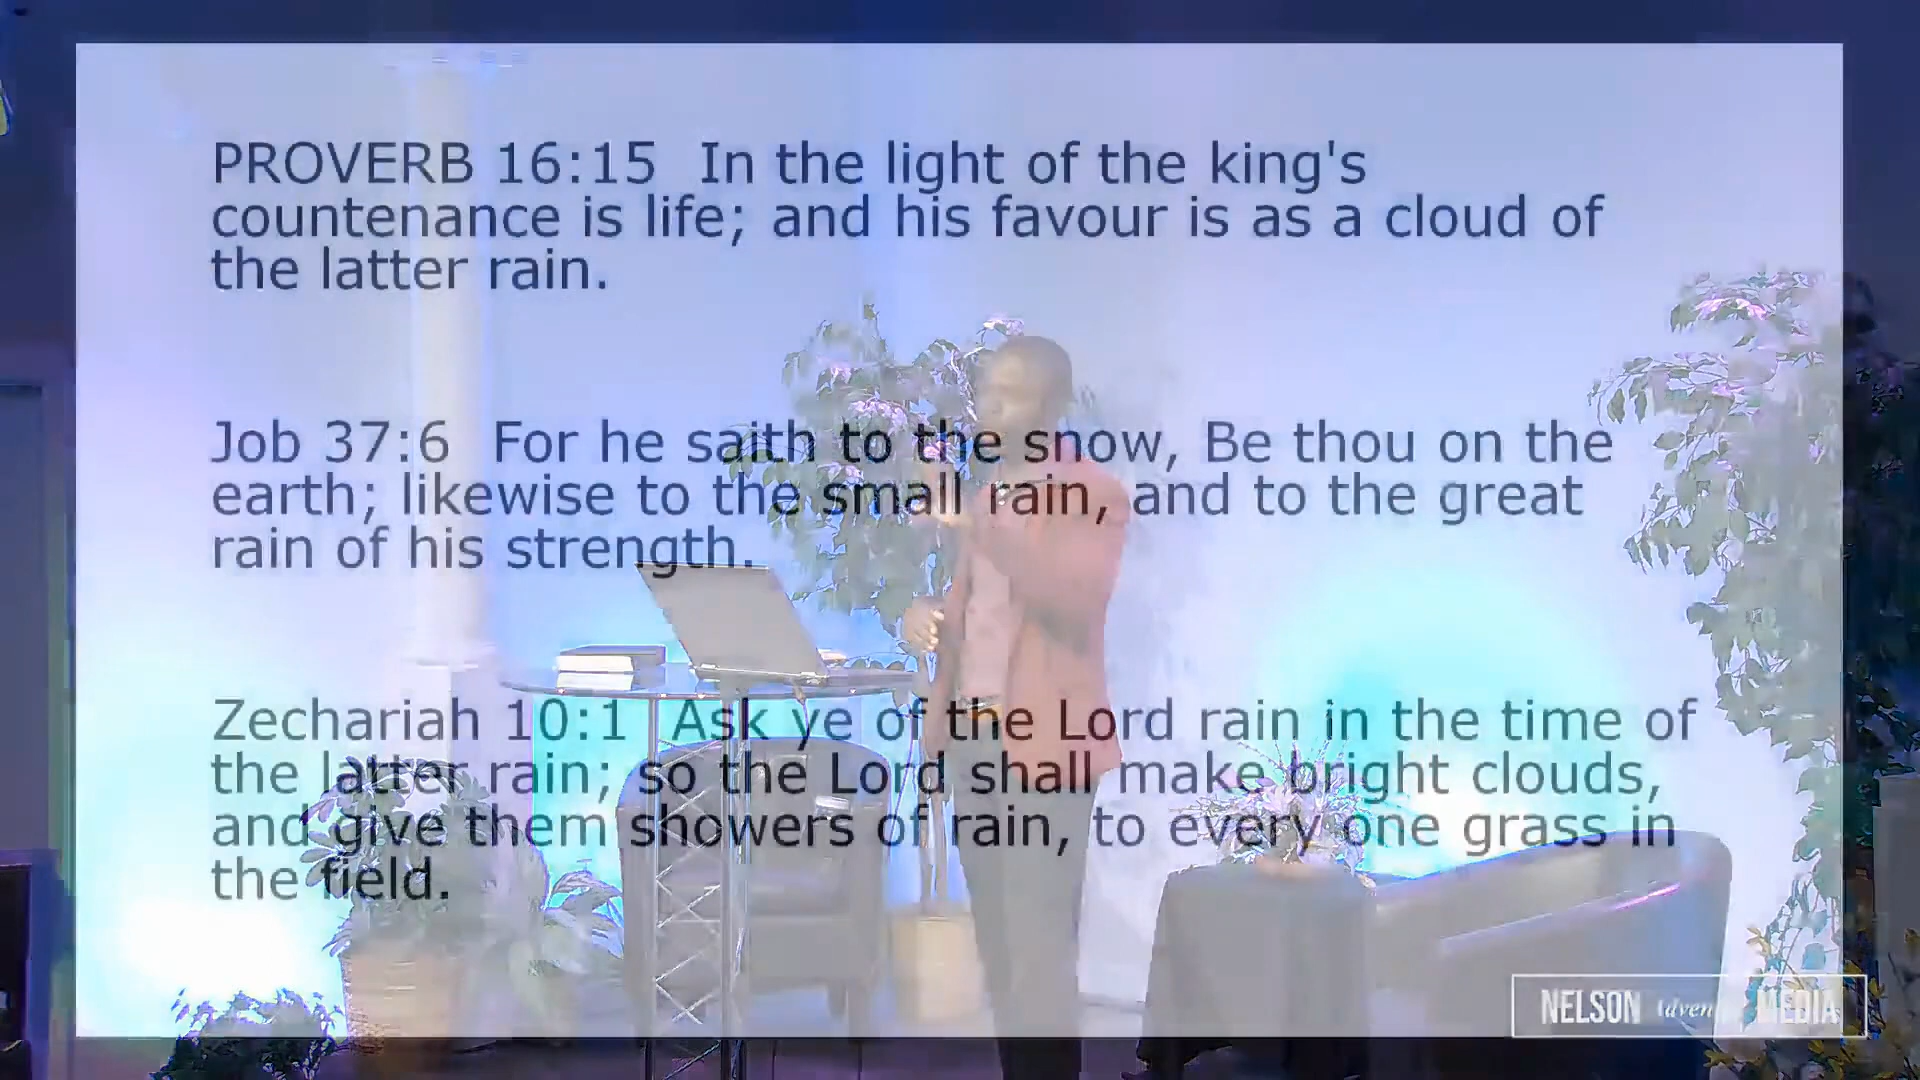 PROVERB 16:15 In the light of the king's
countenance is life; and his favour is as a cloud of
the latter rain.
Job 37:6 For he saith to the snow, Be thou on the
earth; likewise to the small rain, and to the great
rain of his strength.
Zechariah 10:1 Ask ye of the Lord rain in the time of
the latter rain; so the Lord shall make bright clouds,
and give them showers of rain, to every one grass in
the field.
NELSON MEDIA